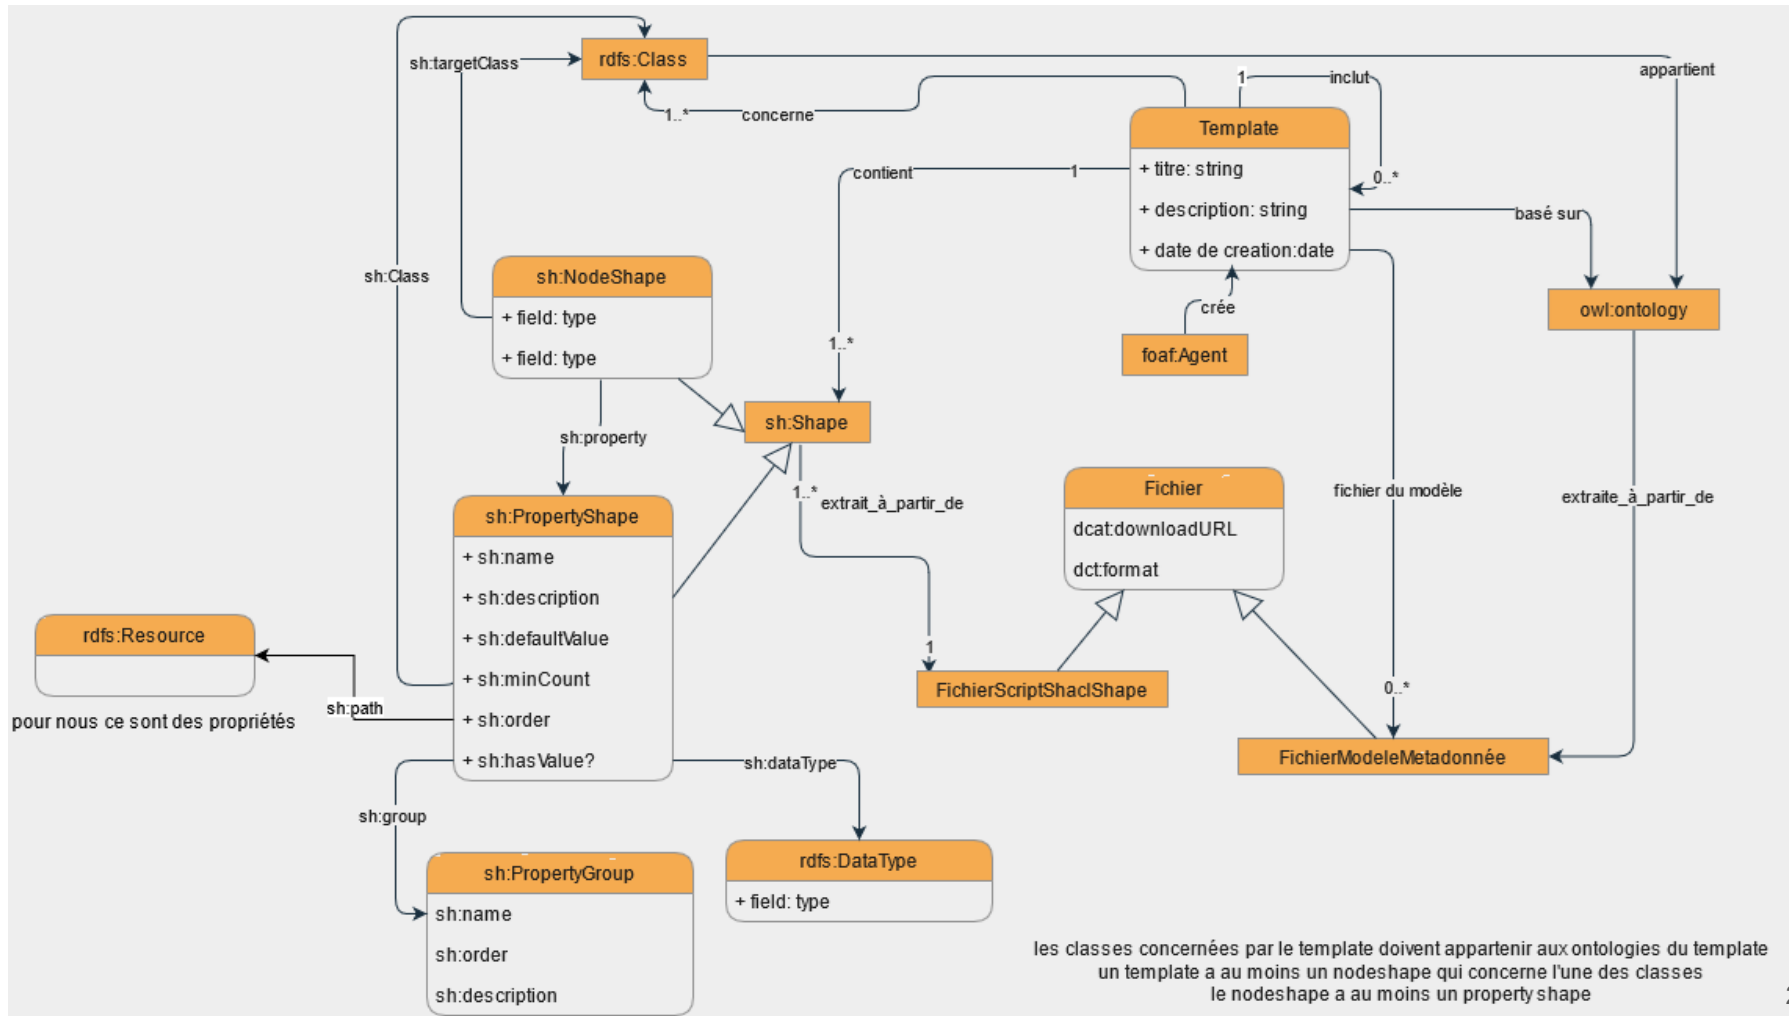 rdfs:Class
sh:targetClass
appartient
1
inclut
1..*
concerne
Template
+ titre: string
+ description: string
+ date de creation:date
0..*
contient
1
basé sur
sh:Class
sh:NodeShape
+ field: type
+ field: type
crée
owl:ontology
foaf:Agent
1..*
sh:Shape
sh:property
1..*
extrait_à_partir_de
Fichier
dcat:downloadURL
dct:format
fichier du modèle
extraite_à_partir_de
sh:PropertyShape
+ sh:name
+ sh:description
+ sh:defaultValue
+ sh:minCount
+ sh:order
+ sh:hasValue?
rdfs:Resource
pour nous ce sont des propriétés
sh:path
1
FichierScriptShaclShape
0..*
FichierModeleMetadonnée
sh:dataType
sh:group
sh:PropertyGroup
sh:name
sh:order
sh:description
rdfs:DataType
+ field: type
les classes concernées par le template doivent appartenir aux ontologies du template
un template a au moins un nodeshape qui concerne l'une des classes
le nodeshape a au moins un property shape